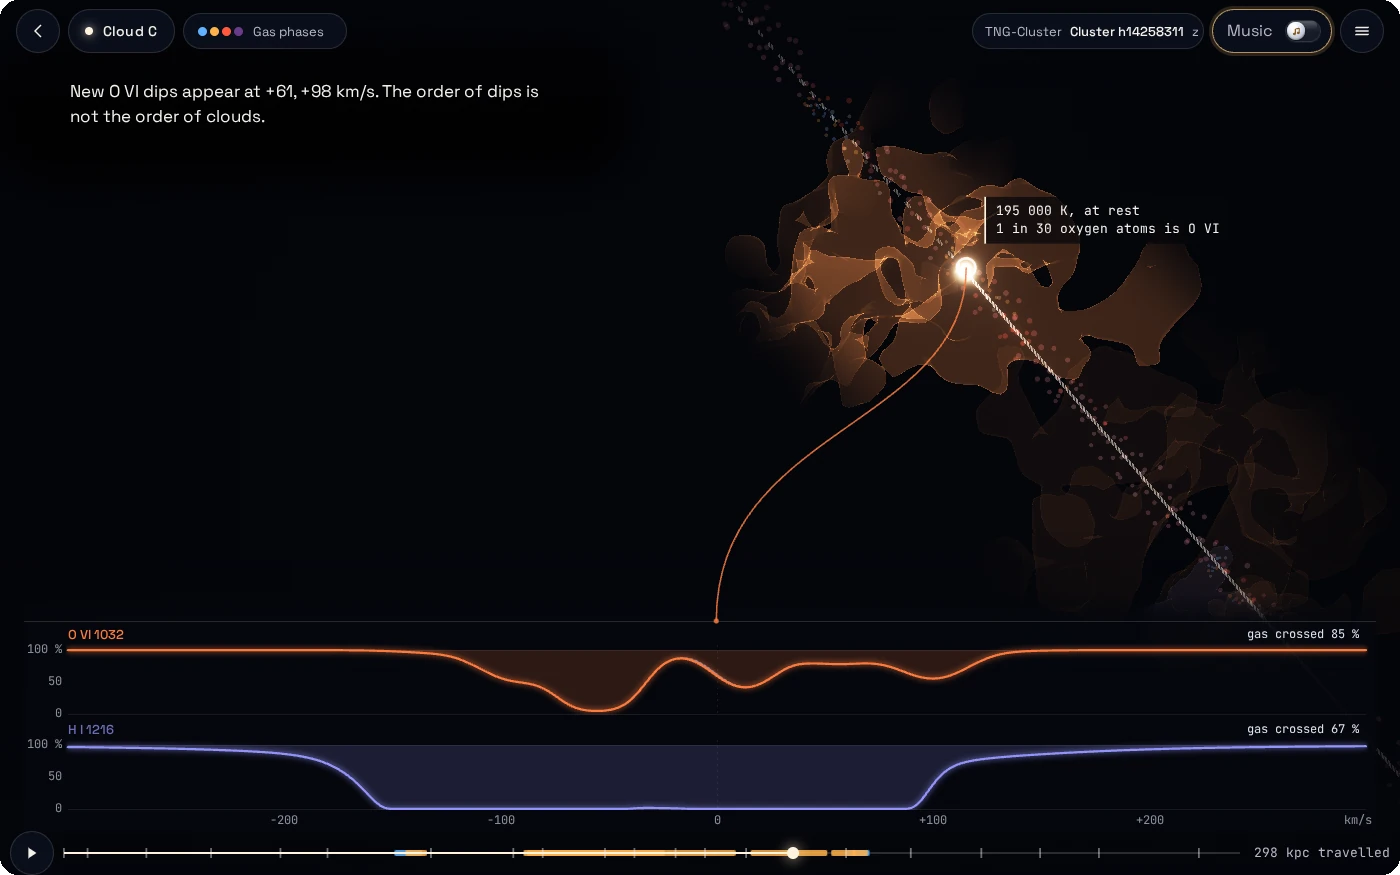 Cloud C
Gas phases
TNG-Cluster Cluster h14258311 z
Music
New O VI dips appear at +61, +98 km/s. The order of dips is
not the order of clouds.
195 000 K, at rest
1 in 30 oxygen atoms is O VI
O VI 1032
gas crossed 85 %
100 %
50
0
H I 1216
gas crossed 67 %
100 %
50
0
-200 -100 0 +100 +200 km/s
298 kpc travelled